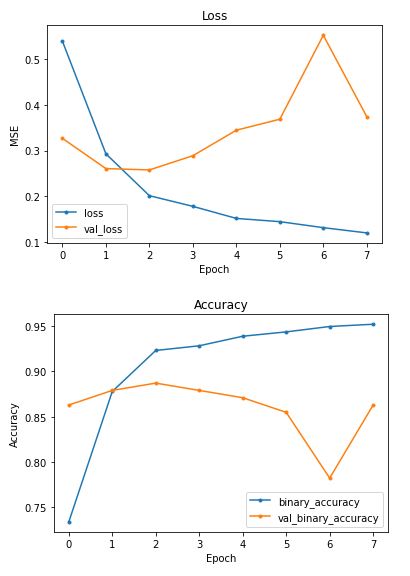 Loss
0.5
0.4
0.3
0.2
0.1
MSE
loss
val_loss
0 1 2 3 4 5 6 7
Epoch
Accuracy
0.95
0.90
0.85
0.80
0.75
Accuracy
binary_accuracy
val_binary_accuracy
0 1 2 3 4 5 6 7
Epoch